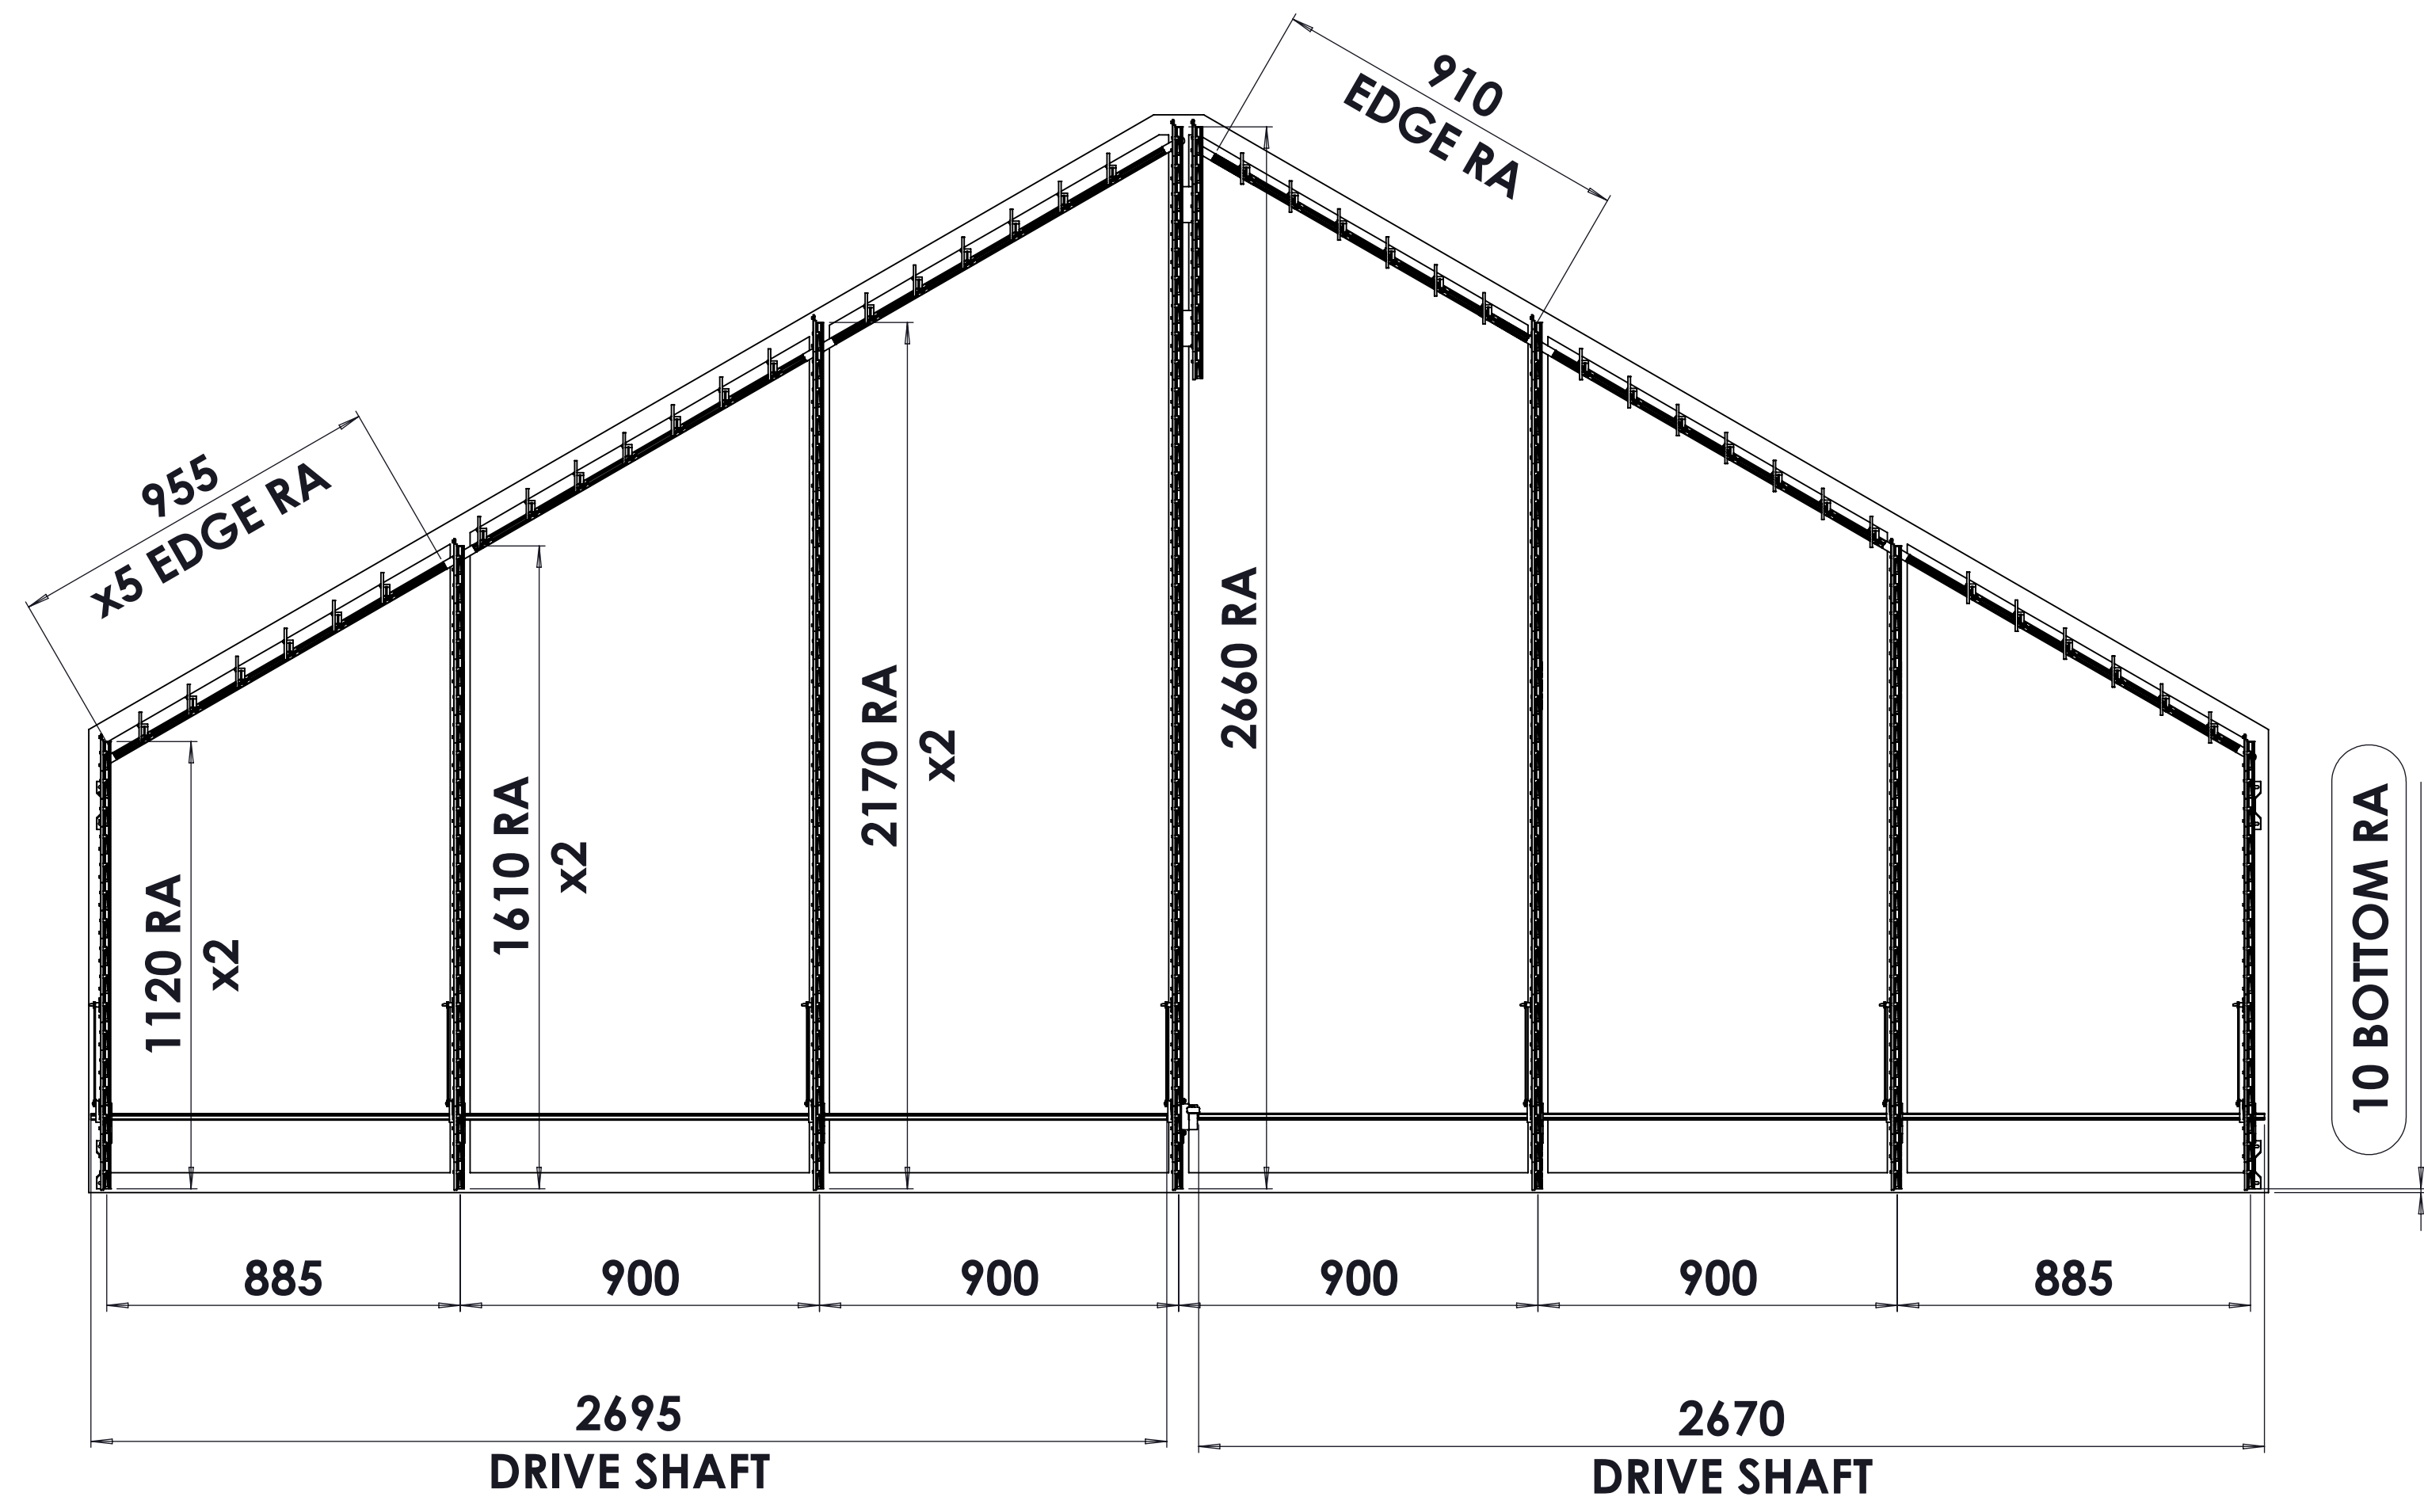 910
EDGE RA
955
x5 EDGE RA
1120 RA
x2
1610 RA
x2
2170 RA
x2
2660 RA
10 BOTTOM RA
885
900
900
900
900
885
2695
DRIVE SHAFT
2670
DRIVE SHAFT